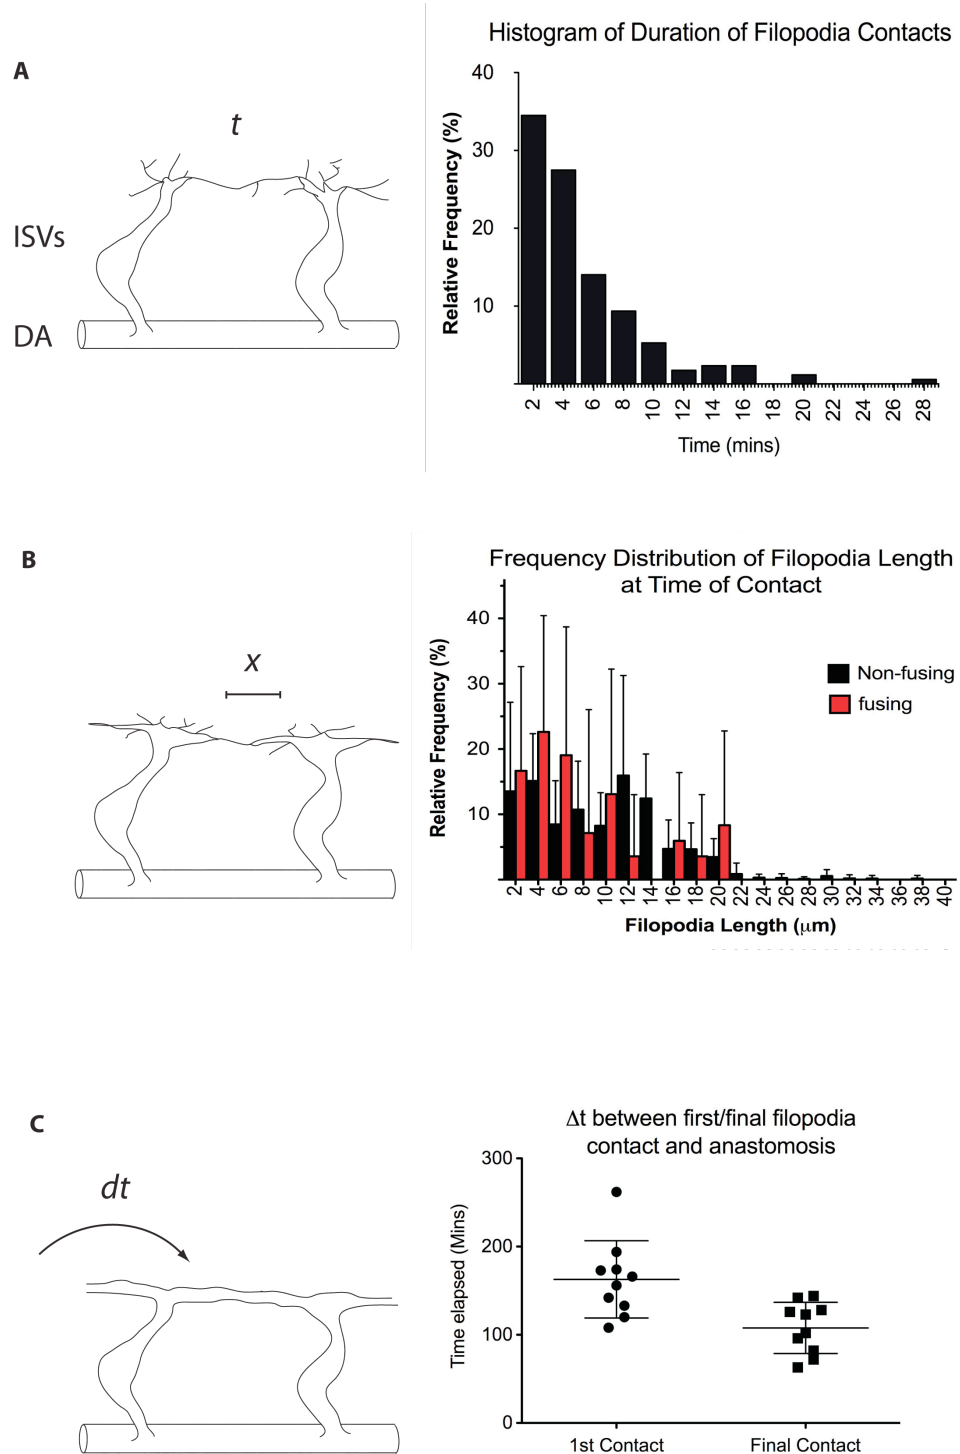 A
t
ISVs
DA
Histogram of Duration of Filopodia Contacts
Relative Frequency (%)
40
30
20
10
2 4 6 8 10 12 14 16 18 20 22 24 26 28
Time (mins)
B
x
Frequency Distribution of Filopodia Length
at Time of Contact
Relative Frequency (%)
40
30
20
10
Non-fusing
fusing
2 4 6 8 10 12 14 16 18 20 22 24 26 28 30 32 34 36 38 40
Filopodia Length (μm)
C
dt
Δt between first/final filopodia
contact and anastomosis
Time elapsed (Mins)
300
200
100
0
1st Contact Final Contact